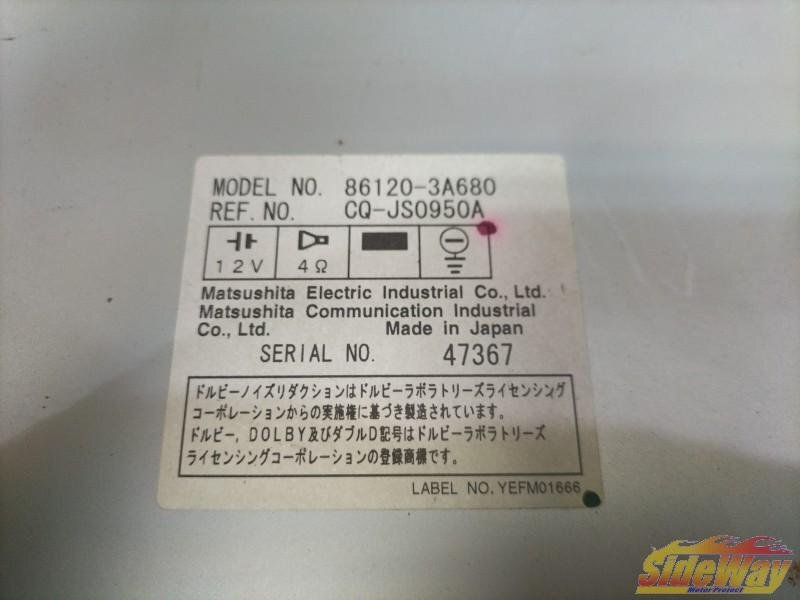 MODEL NO. 86120-3A680
REF. NO. CQ-JS0950A
12V 4Ω
Matsushita Electric Industrial Co., Ltd.
Matsushita Communication Industrial
Co., Ltd. Made in Japan
SERIAL NO. 47367
ドルビーノイズリダクションはドルビーラボラトリーズライセンシング
コーポレーションからの実施権に基づき製造されています。
ドルビー, DOLBY及びダブルD記号はドルビーラボラトリーズ
ライセンシングコーポレーションの登録商標です。
LABEL NO. YEFM01666
SideWay
Motor Project